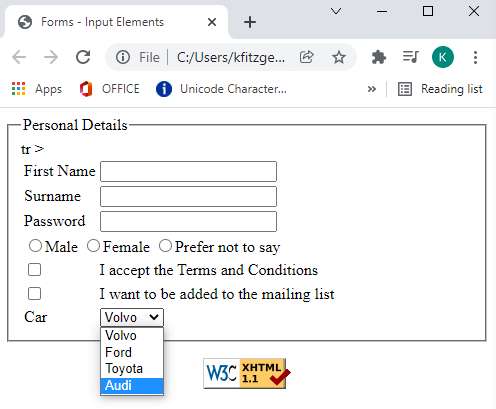 Forms - Input Elements
File C:/Users/kfitzge... K
Apps OFFICE Unicode Character... » Reading list
Personal Details
tr >
First Name
Surname
Password
Male Female Prefer not to say
I accept the Terms and Conditions
I want to be added to the mailing list
Car Volvo
Volvo
Ford
Toyota
Audi
W3C XHTML
1.1